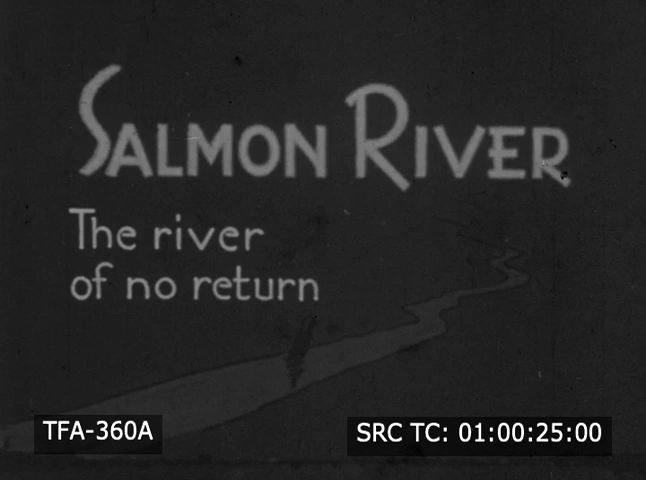 SALMON RIVER
The river
of no return
TFA-360A
SRC TC: 01:00:25:00